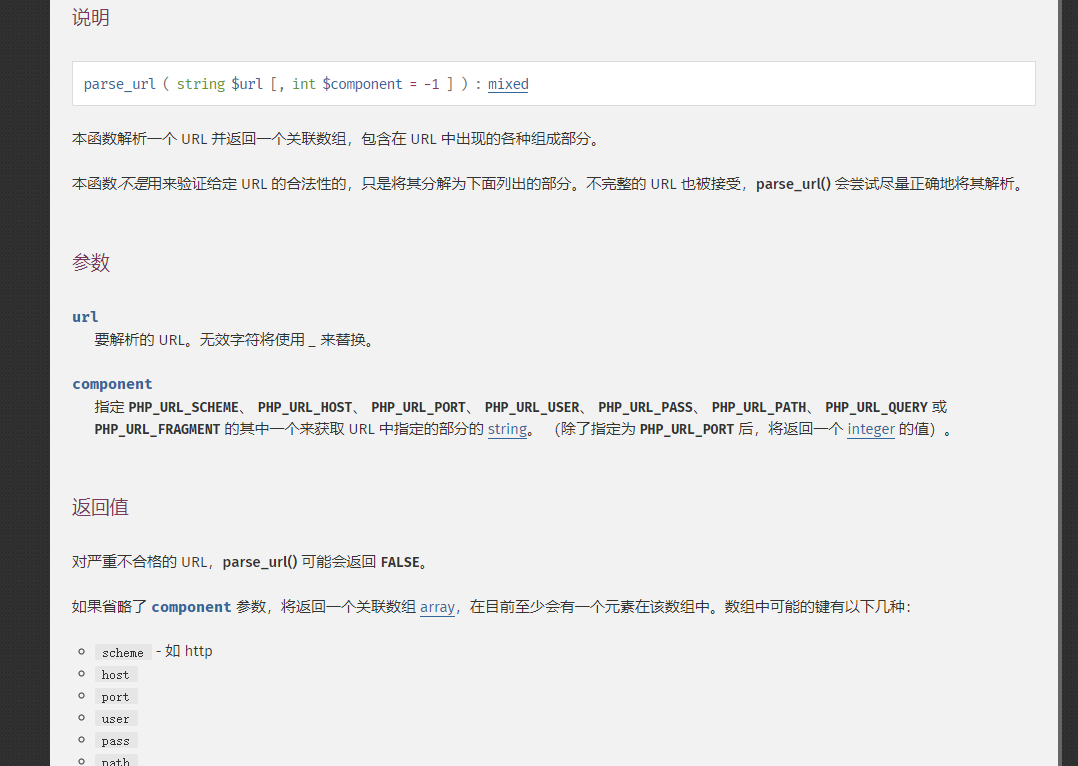 说明
parse_url ( string $url [, int $component = -1 ] ) : mixed
本函数解析一个 URL 并返回一个关联数组，包含在 URL 中出现的各种组成部分。
本函数不是用来验证给定 URL 的合法性的，只是将其分解为下面列出的部分。不完整的 URL 也被接受，parse_url() 会尝试尽量正确地将其解析。
参数
url
要解析的 URL。无效字符将使用 _ 来替换。
component
指定 PHP_URL_SCHEME、 PHP_URL_HOST、 PHP_URL_PORT、 PHP_URL_USER、 PHP_URL_PASS、 PHP_URL_PATH、 PHP_URL_QUERY 或
PHP_URL_FRAGMENT 的其中一个来获取 URL 中指定的部分的 string。 （除了指定为 PHP_URL_PORT 后，将返回一个 integer 的值）。
返回值
对严重不合格的 URL，parse_url() 可能会返回 FALSE。
如果省略了 component 参数，将返回一个关联数组 array，在目前至少会有一个元素在该数组中。数组中可能的键有以下几种：
scheme - 如 http
host
port
user
pass
path